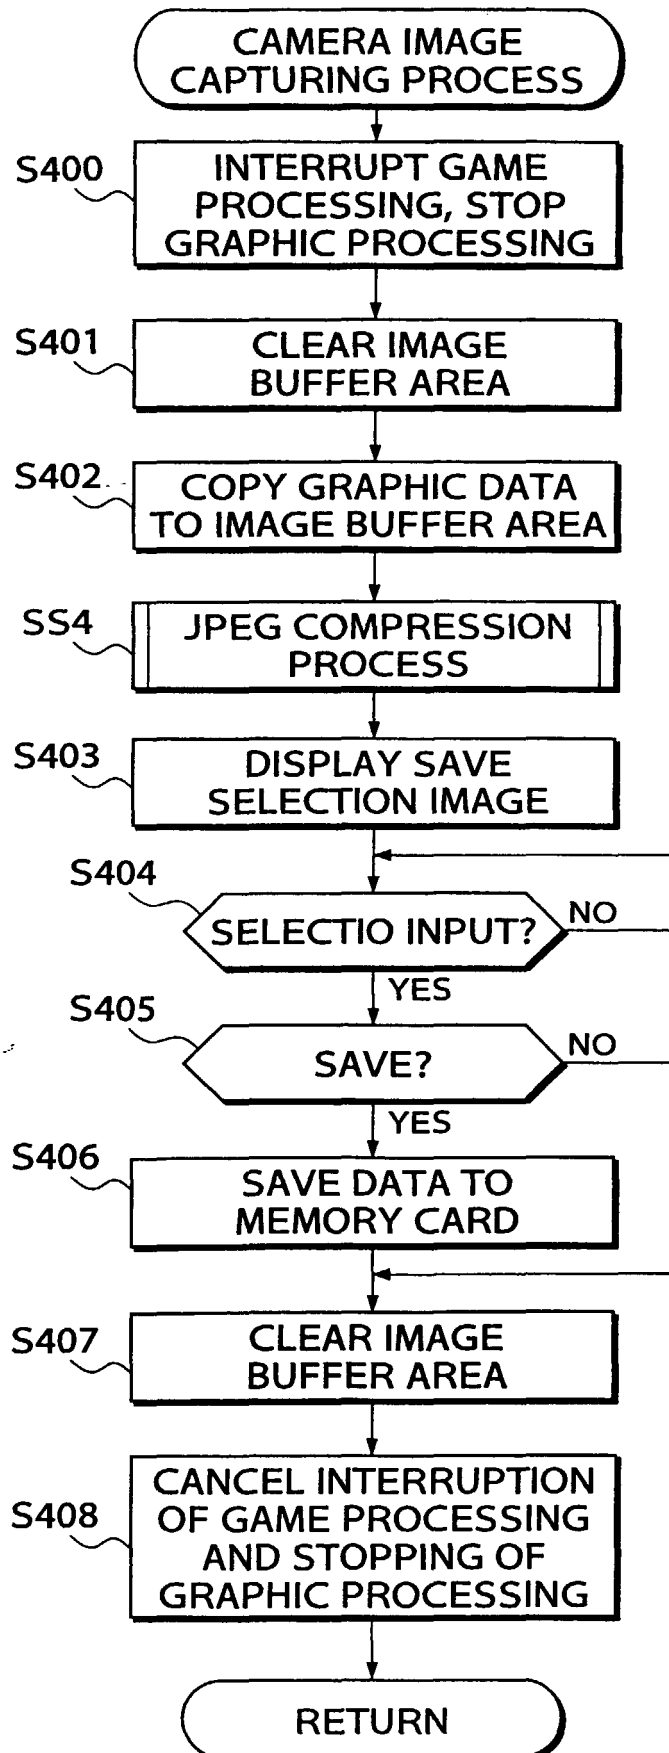 CAMERA IMAGE
CAPTURING PROCESS
S400
INTERRUPT GAME
PROCESSING, STOP
GRAPHIC PROCESSING
S401
CLEAR IMAGE
BUFFER AREA
S402
COPY GRAPHIC DATA
TO IMAGE BUFFER AREA
SS4
JPEG COMPRESSION
PROCESS
S403
DISPLAY SAVE
SELECTION IMAGE
S404
SELECTIO INPUT?
NO
YES
S405
SAVE?
NO
YES
S406
SAVE DATA TO
MEMORY CARD
S407
CLEAR IMAGE
BUFFER AREA
S408
CANCEL INTERRUPTION
OF GAME PROCESSING
AND STOPPING OF
GRAPHIC PROCESSING
RETURN